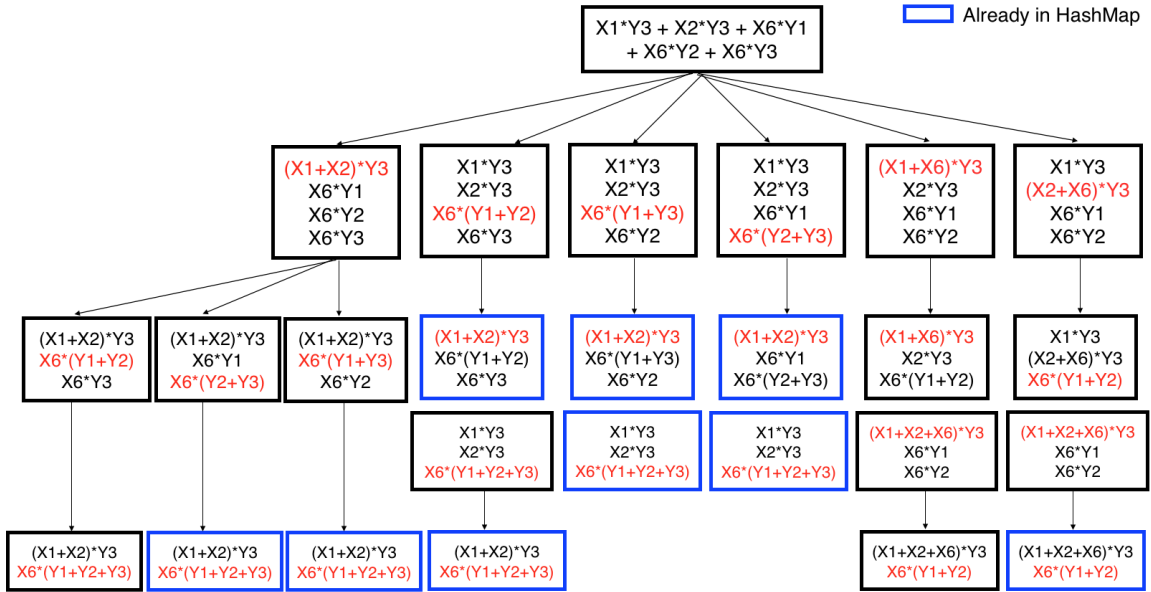 X1*Y3 + X2*Y3 + X6*Y1
+ X6*Y2 + X6*Y3
Already in HashMap
(X1+X2)*Y3
X6*Y1
X6*Y2
X6*Y3
X1*Y3
X2*Y3
X6*(Y1+Y2)
X6*Y3
X1*Y3
X2*Y3
X6*(Y1+Y3)
X6*Y2
X1*Y3
X2*Y3
X6*Y1
X6*(Y2+Y3)
(X1+X6)*Y3
X2*Y3
X6*Y1
X6*Y2
X1*Y3
(X2+X6)*Y3
X6*Y1
X6*Y2
(X1+X2)*Y3
X6*(Y1+Y2)
X6*Y3
(X1+X2)*Y3
X6*Y1
X6*(Y2+Y3)
(X1+X2)*Y3
X6*(Y1+Y3)
X6*Y2
(X1+X2)*Y3
X6*(Y1+Y2)
X6*Y3
(X1+X2)*Y3
X6*(Y1+Y3)
X6*Y2
(X1+X2)*Y3
X6*Y1
X6*(Y2+Y3)
(X1+X6)*Y3
X2*Y3
X6*(Y1+Y2)
X1*Y3
(X2+X6)*Y3
X6*(Y1+Y2)
X1*Y3
X2*Y3
X6*(Y1+Y2+Y3)
X1*Y3
X2*Y3
X6*(Y1+Y2+Y3)
X1*Y3
X2*Y3
X6*(Y1+Y2+Y3)
(X1+X2+X6)*Y3
X6*Y1
X6*Y2
(X1+X2+X6)*Y3
X6*Y1
X6*Y2
(X1+X2)*Y3
X6*(Y1+Y2+Y3)
(X1+X2)*Y3
X6*(Y1+Y2+Y3)
(X1+X2)*Y3
X6*(Y1+Y2+Y3)
(X1+X2)*Y3
X6*(Y1+Y2+Y3)
(X1+X2+X6)*Y3
X6*(Y1+Y2)
(X1+X2+X6)*Y3
X6*(Y1+Y2)